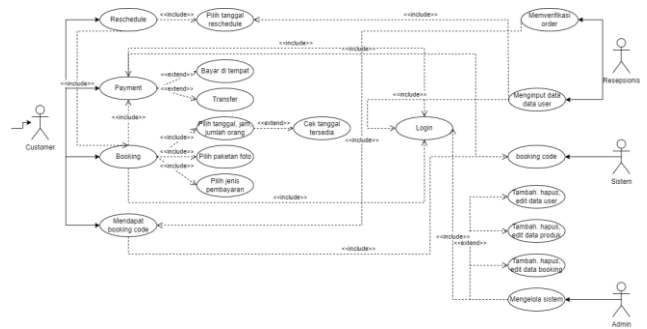 Reschedule
<<include>>
Pilih tanggal
reschedule
<<include>>
<<include>>
Memverifikasi
order
Resepsionis
<<include>>
Payment
<<extend>>
<<extend>>
Bayar di tempat
Transfer
<<include>>
Menginput data
data user
Customer
<<include>>
Pilih tanggal, jam,
jumlah orang
<<extend>>
Cek tanggal
tersedia
Login
<<include>>
Booking
<<include>>
<<include>>
<<include>>
Pilih paketan foto
Pilih jenis
pembayaran
booking code
Sistem
<<include>>
Mendapat
booking code
<<include>>
Tambah, hapus,
edit data user
Tambah, hapus,
edit data produk
<<include>>
<<extend>>
Tambah, hapus,
edit data booking
Mengelola sistem
Admin